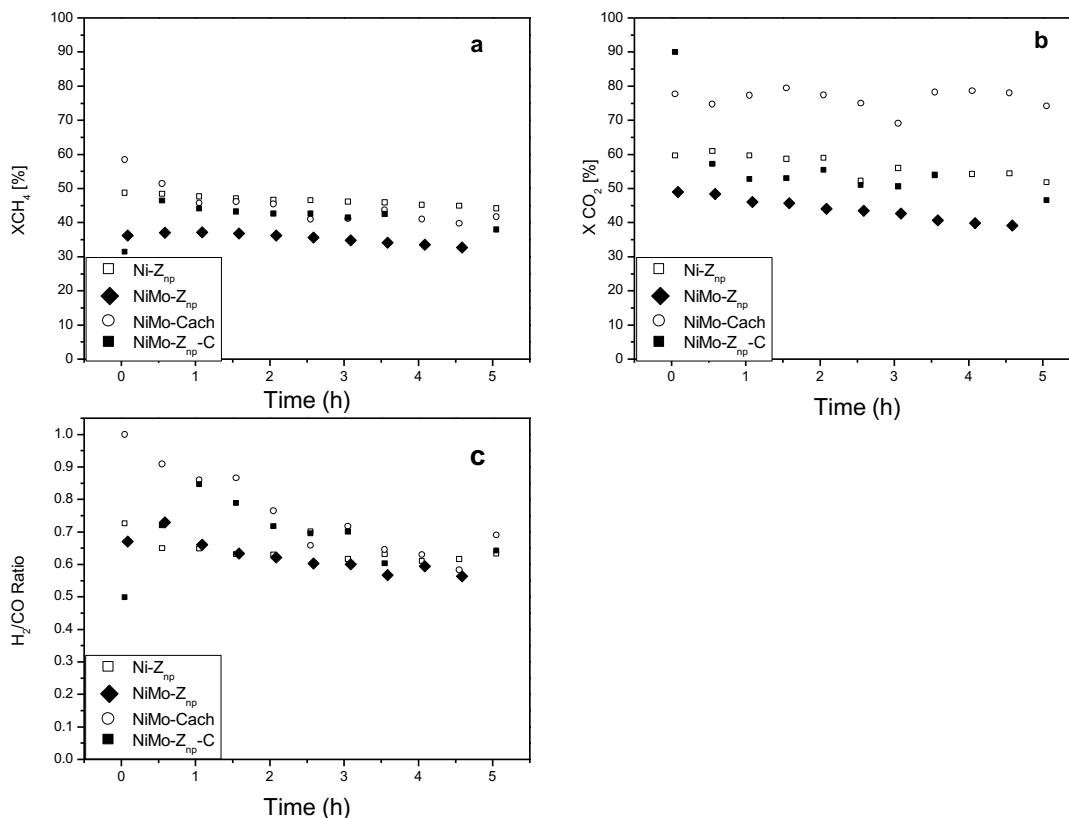 a
XCH4 [%]
100
90
80
70
60
50
40
30
20
10
0
Ni-Znp
NiMo-Znp
NiMo-Cach
NiMo-Znp-C
0 1 2 3 4 5
Time (h)
b
X CO2 [%]
100
90
80
70
60
50
40
30
20
10
0
Ni-Znp
NiMo-Znp
NiMo-Cach
NiMo-Znp-C
0 1 2 3 4 5
Time (h)
c
H2/CO Ratio
1.0
0.9
0.8
0.7
0.6
0.5
0.4
0.3
0.2
0.1
0.0
Ni-Znp
NiMo-Znp
NiMo-Cach
NiMo-Znp-C
0 1 2 3 4 5
Time (h)